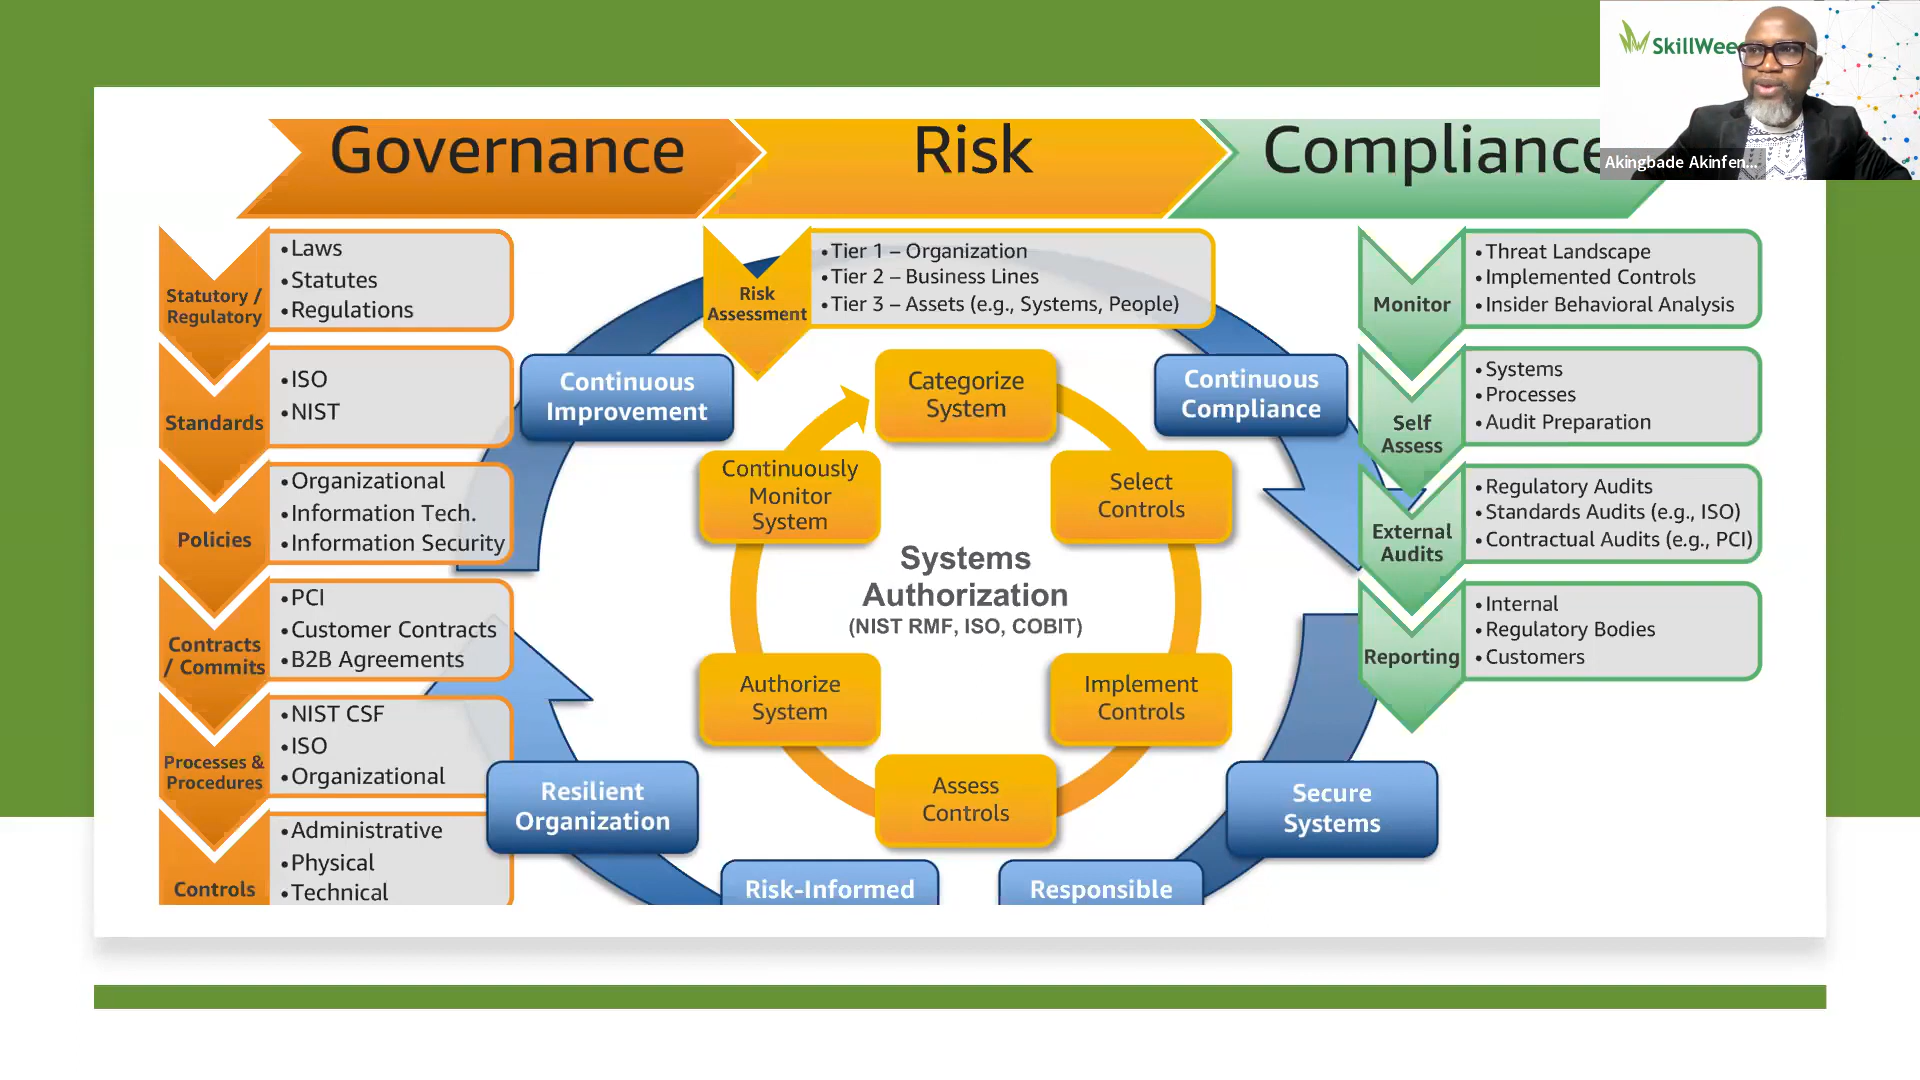 SkillWee
Akingbade Akinfen...
Governance
Risk
Compliance
Statutory /
Regulatory
•Laws
•Statutes
•Regulations
Standards
•ISO
•NIST
Policies
•Organizational
•Information Tech.
•Information Security
Contracts
/ Commits
•PCI
•Customer Contracts
•B2B Agreements
Processes &
Procedures
•NIST CSF
•ISO
•Organizational
Controls
•Administrative
•Physical
•Technical
Risk
Assessment
•Tier 1 – Organization
•Tier 2 – Business Lines
•Tier 3 – Assets (e.g., Systems, People)
Continuous
Improvement
Continuous
Compliance
Categorize
System
Continuously
Monitor
System
Select
Controls
Systems
Authorization
(NIST RMF, ISO, COBIT)
Authorize
System
Implement
Controls
Assess
Controls
Resilient
Organization
Secure
Systems
Risk-Informed
Responsible
Monitor
•Threat Landscape
•Implemented Controls
•Insider Behavioral Analysis
Self
Assess
•Systems
•Processes
•Audit Preparation
External
Audits
•Regulatory Audits
•Standards Audits (e.g., ISO)
•Contractual Audits (e.g., PCI)
Reporting
•Internal
•Regulatory Bodies
•Customers